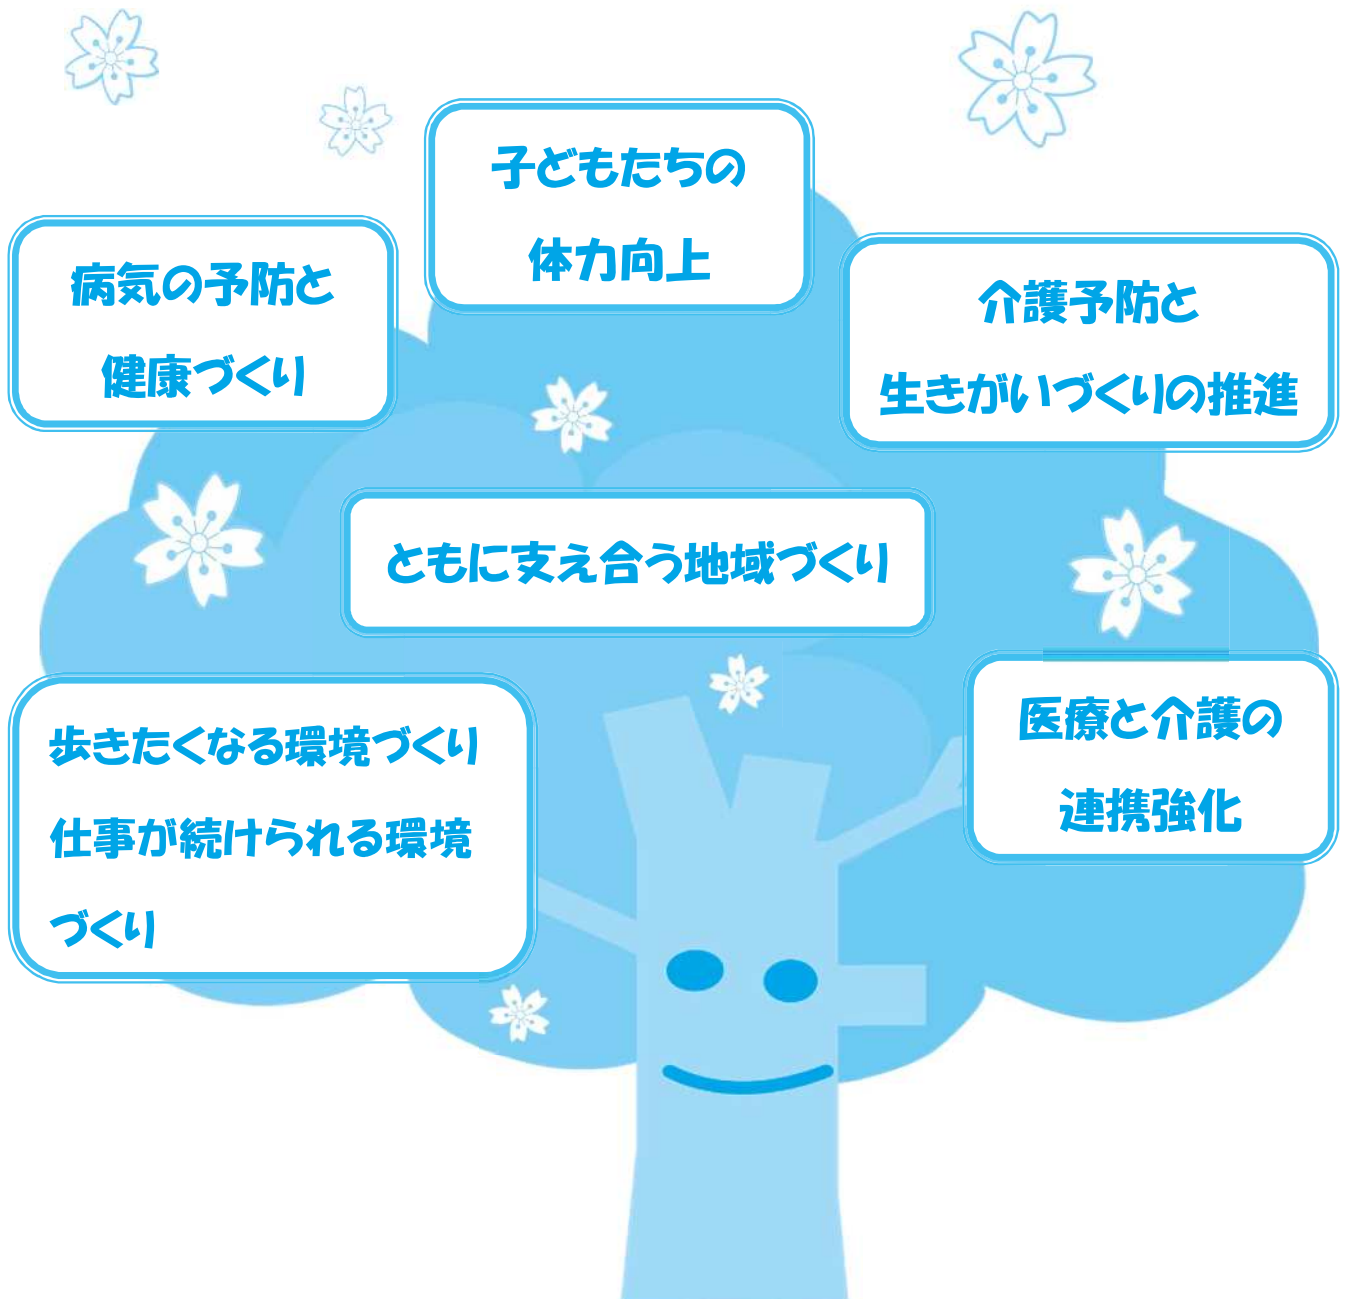 子どもたちの
体力向上
病気の予防と
健康づくり
介護予防と
生きがいづくりの推進
ともに支え合う地域づくり
歩きたくなる環境づくり
仕事が続けられる環境
づくり
医療と介護の
連携強化